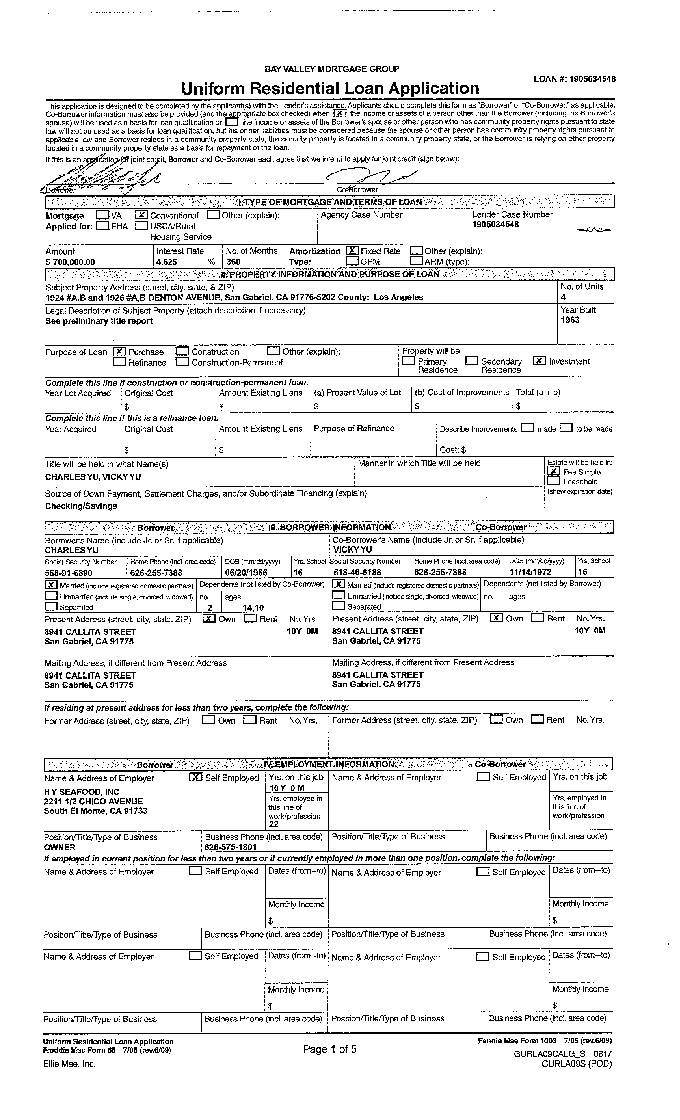 BAY VALLEY MORTGAGE GROUP
LOAN #: 1905034548
Uniform Residential Loan Application
This application is designed to be completed by the applicant(s) with the Lender's assistance. Applicants should complete this form as "Borrower" or "Co-Borrower," as applicable.
Co-Borrower information must also be provided (and the appropriate box checked) when the income or assets of a person other than the Borrower (including the Borrower's
spouse) will be used as a basis for loan qualification or the income or assets of the Borrower's spouse or other person who has community property rights pursuant to state
law will not be used as a basis for loan qualification, but his or her liabilities must be considered because the spouse or other person has community property rights pursuant to
applicable law and Borrower resides in a community property state, the security property is located in a community property state, or the Borrower is relying on other property
located in a community property state as a basis for repayment of the loan.
If this is an application for joint credit, Borrower and Co-Borrower each agree that we intend to apply for joint credit (sign below):
Borrower Co-Borrower
I. TYPE OF MORTGAGE AND TERMS OF LOAN
Mortgage VA X Conventional Other (explain): Agency Case Number Lender Case Number
Applied for: FHA USDA/Rural 1905034548
Housing Service
Amount Interest Rate No. of Months Amortization X Fixed Rate Other (explain):
$ 700,000.00 4.625 % 360 Type: GPM ARM (type):
II. PROPERTY INFORMATION AND PURPOSE OF LOAN
Subject Property Address (street, city, state, & ZIP) No. of Units
1924 #A,B and 1926 #A,B DENTON AVENUE, San Gabriel, CA 91776-5202 County: Los Angeles 4
Legal Description of Subject Property (attach description if necessary) Year Built
See preliminary title report 1963
Purpose of Loan X Purchase Construction Other (explain): Property will be
Refinance Construction-Permanent Primary Residence Secondary Residence X Investment
Complete this line if construction or construction-permanent loan.
Year Lot Acquired Original Cost Amount Existing Liens (a) Present Value of Lot (b) Cost of Improvements Total (a + b)
$ $ $ $ $
Complete this line if this is a refinance loan.
Year Acquired Original Cost Amount Existing Liens Purpose of Refinance Describe Improvements made to be made
$ $ Cost: $
Title will be held in what Name(s) Manner in which Title will be held Estate will be held in:
CHARLES YU, VICKY YU X Fee Simple
Leasehold
Source of Down Payment, Settlement Charges, and/or Subordinate Financing (explain) (show expiration date)
Checking/Savings
Borrower III. BORROWER INFORMATION Co-Borrower
Borrower's Name (include Jr. or Sr. if applicable) Co-Borrower's Name (include Jr. or Sr. if applicable)
CHARLES YU VICKY YU
Social Security Number Home Phone (incl. area code) DOB (mm/dd/yyyy) Yrs. School Social Security Number Home Phone (incl. area code) DOB (mm/dd/yyyy) Yrs. School
626-255-7388 16 626-255-7388 11/14/1972 16
X Married (include registered domestic partners) Dependents (not listed by Co-Borrower) X Married (include registered domestic partners) Dependents (not listed by Borrower)
Unmarried (include single, divorced, widowed) no. ages Unmarried (include single, divorced, widowed) no. ages
Separated 2 14,10 Separated
Present Address (street, city, state, ZIP) X Own Rent No. Yrs. Present Address (street, city, state, ZIP) X Own Rent No. Yrs.
8941 CALLITA STREET 10Y 0M 8941 CALLITA STREET 10Y 0M
San Gabriel, CA 91775 San Gabriel, CA 91775
Mailing Address, if different from Present Address Mailing Address, if different from Present Address
8941 CALLITA STREET 8941 CALLITA STREET
San Gabriel, CA 91775 San Gabriel, CA 91775
If residing at present address for less than two years, complete the following:
Former Address (street, city, state, ZIP) Own Rent No. Yrs. Former Address (street, city, state, ZIP) Own Rent No. Yrs.
Borrower IV. EMPLOYMENT INFORMATION Co-Borrower
Name & Address of Employer X Self Employed Yrs. on this job Name & Address of Employer Self Employed Yrs. on this job
10 Y 0 M
H Y SEAFOOD, INC Yrs. employed in this line of work/profession Yrs. employed in this line of work/profession
2291 1/2 CHICO AVENUE
South El Monte, CA 91733
22
Position/Title/Type of Business Business Phone (incl. area code) Position/Title/Type of Business Business Phone (incl. area code)
OWNER 626-575-1801
If employed in current position for less than two years or if currently employed in more than one position, complete the following:
Name & Address of Employer Self Employed Dates (from–to) Name & Address of Employer Self Employed Dates (from–to)
Monthly Income Monthly Income
$ $
Position/Title/Type of Business Business Phone (incl. area code) Position/Title/Type of Business Business Phone (incl. area code)
Name & Address of Employer Self Employed Dates (from–to) Name & Address of Employer Self Employed Dates (from–to)
Monthly Income Monthly Income
$ $
Position/Title/Type of Business Business Phone (incl. area code) Position/Title/Type of Business Business Phone (incl. area code)
Uniform Residential Loan Application Fannie Mae Form 1003 7/05 (rev.6/09)
Freddie Mac Form 65 7/05 (rev.6/09) Page 1 of 5 GURLA09CALG_S 0817
Ellie Mae, Inc. GURLA09S (POD)